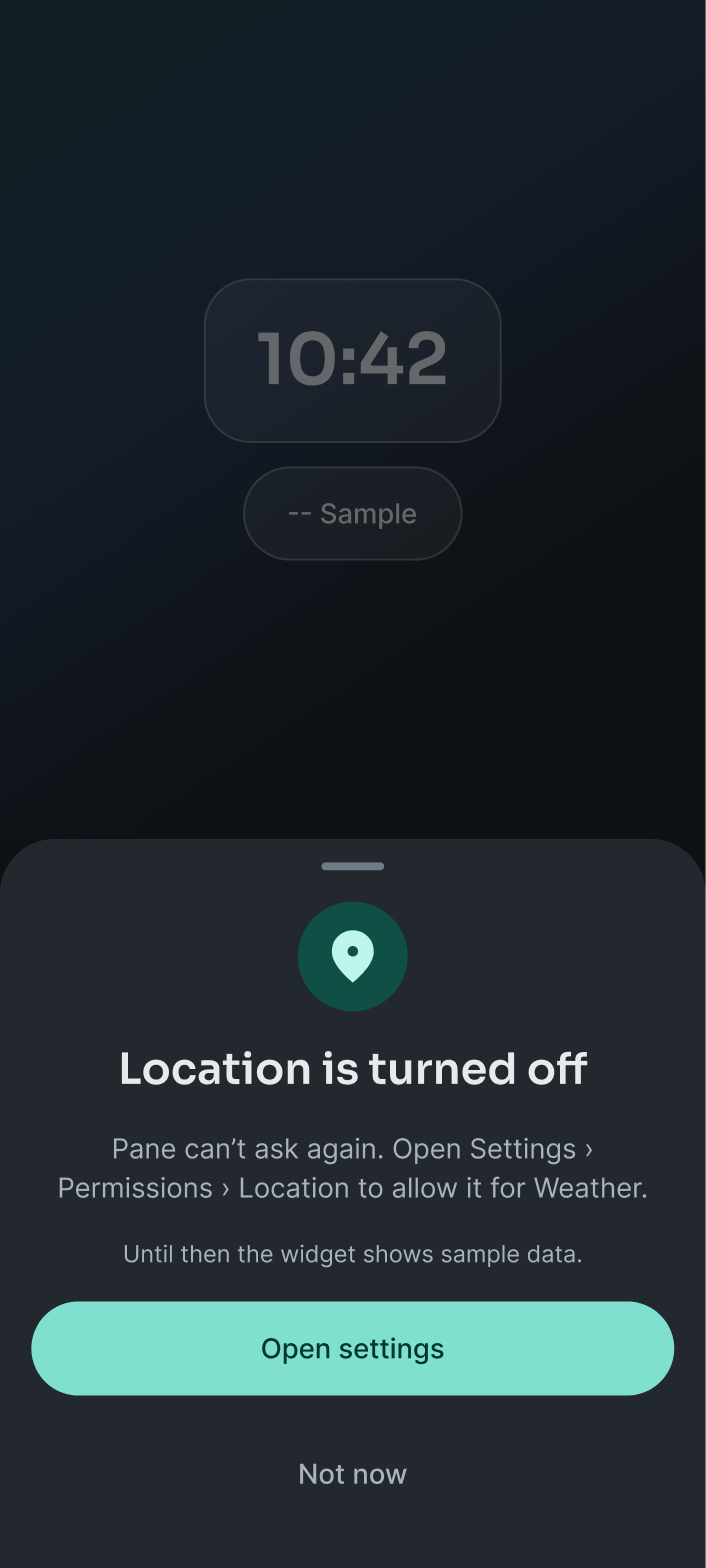 10:42
-- Sample
Location is turned off
Pane can’t ask again. Open Settings ›
Permissions › Location to allow it for Weather.
Until then the widget shows sample data.
Open settings
Not now